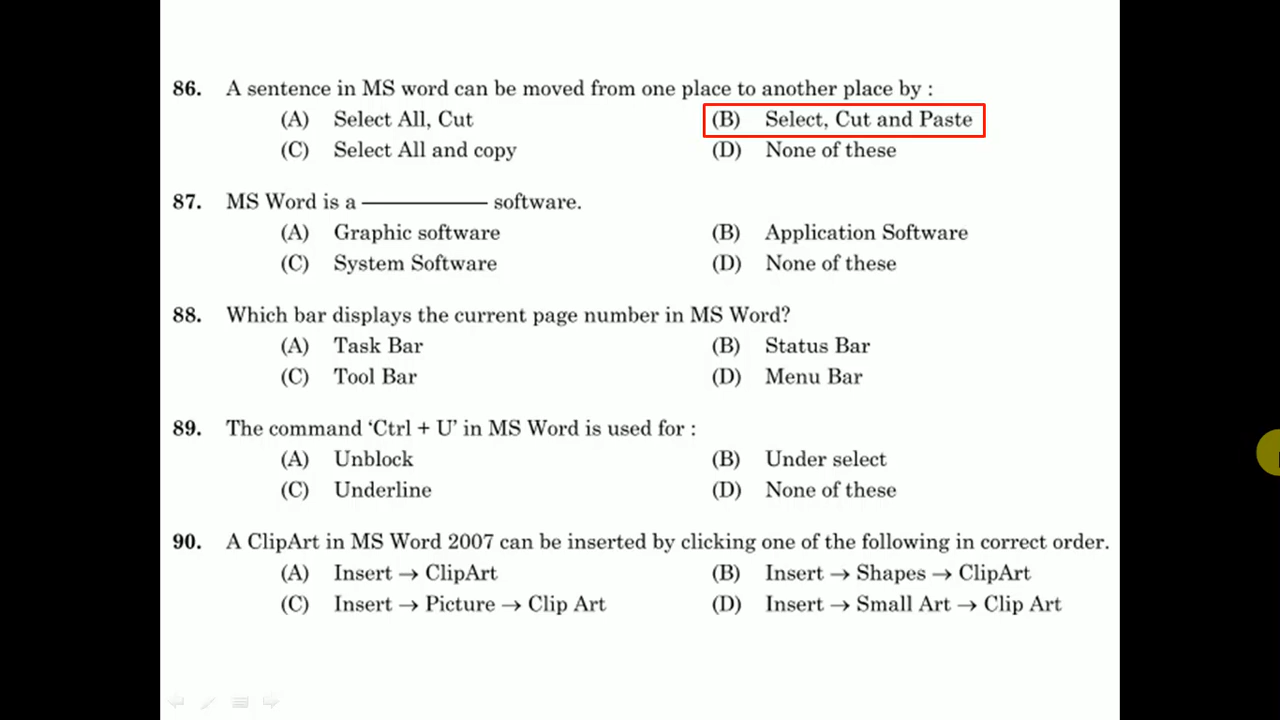 86. A sentence in MS word can be moved from one place to another place by :
(A) Select All, Cut (B) Select, Cut and Paste
(C) Select All and copy (D) None of these
87. MS Word is a ———— software.
(A) Graphic software (B) Application Software
(C) System Software (D) None of these
88. Which bar displays the current page number in MS Word?
(A) Task Bar (B) Status Bar
(C) Tool Bar (D) Menu Bar
89. The command ‘Ctrl + U’ in MS Word is used for :
(A) Unblock (B) Under select
(C) Underline (D) None of these
90. A ClipArt in MS Word 2007 can be inserted by clicking one of the following in correct order.
(A) Insert → ClipArt (B) Insert → Shapes → ClipArt
(C) Insert → Picture → Clip Art (D) Insert → Small Art → Clip Art